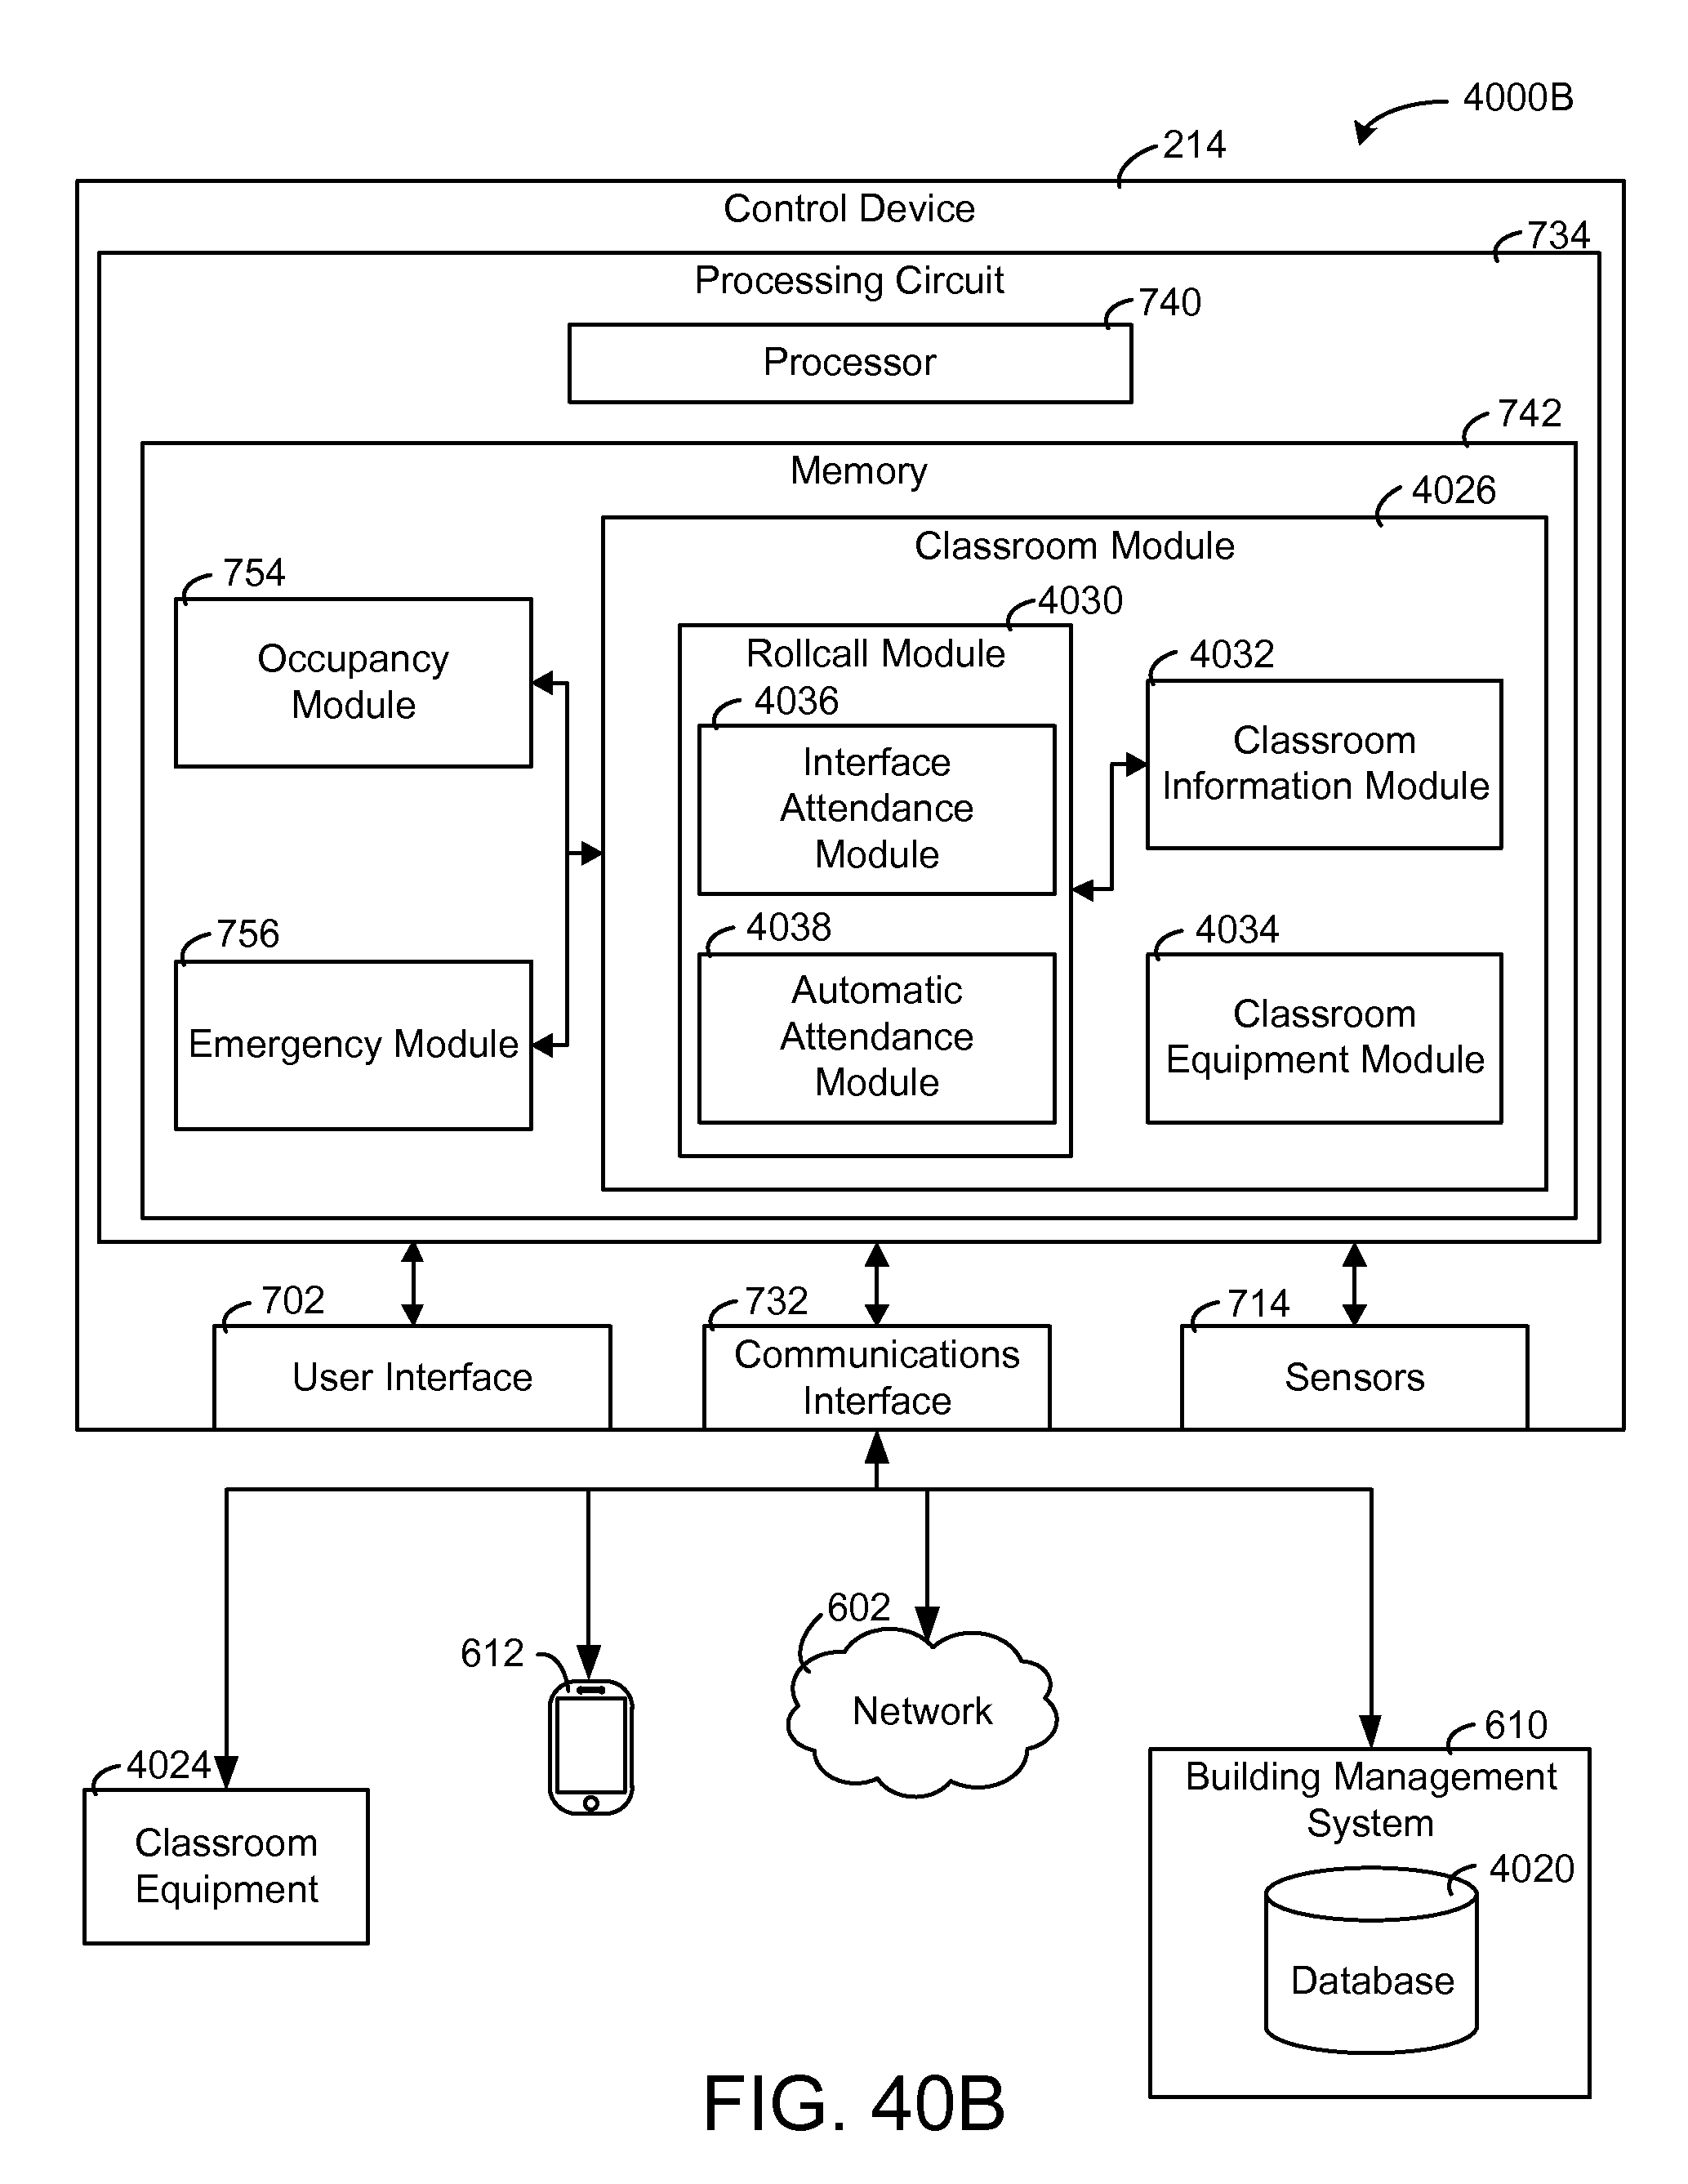 4000B
214
Control Device
734
Processing Circuit
740
Processor
742
Memory
4026
Classroom Module
754
Occupancy
Module
4030
Rollcall Module
4036
Interface
Attendance
Module
4032
Classroom
Information Module
756
Emergency Module
4038
Automatic
Attendance
Module
4034
Classroom
Equipment Module
702
User Interface
732
Communications
Interface
714
Sensors
4024
Classroom
Equipment
612
602
Network
610
Building Management
System
4020
Database
FIG. 40B